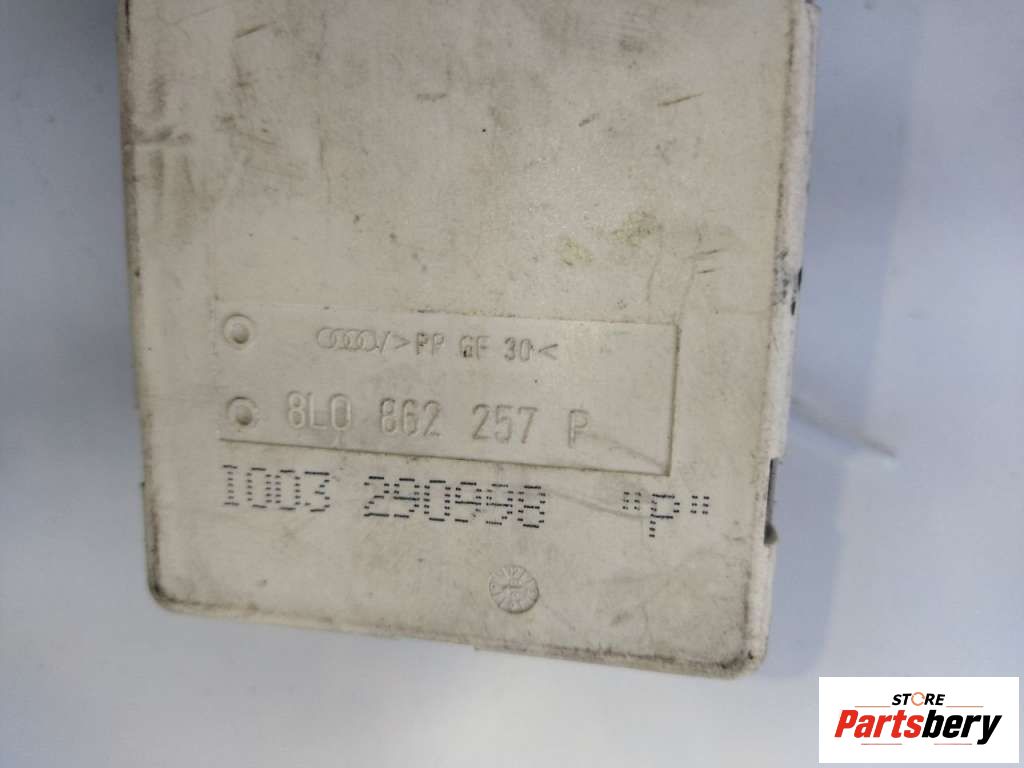 >PP GF 30<
8L0 862 257 P
1003 290998 "P"
STORE
Partsbery